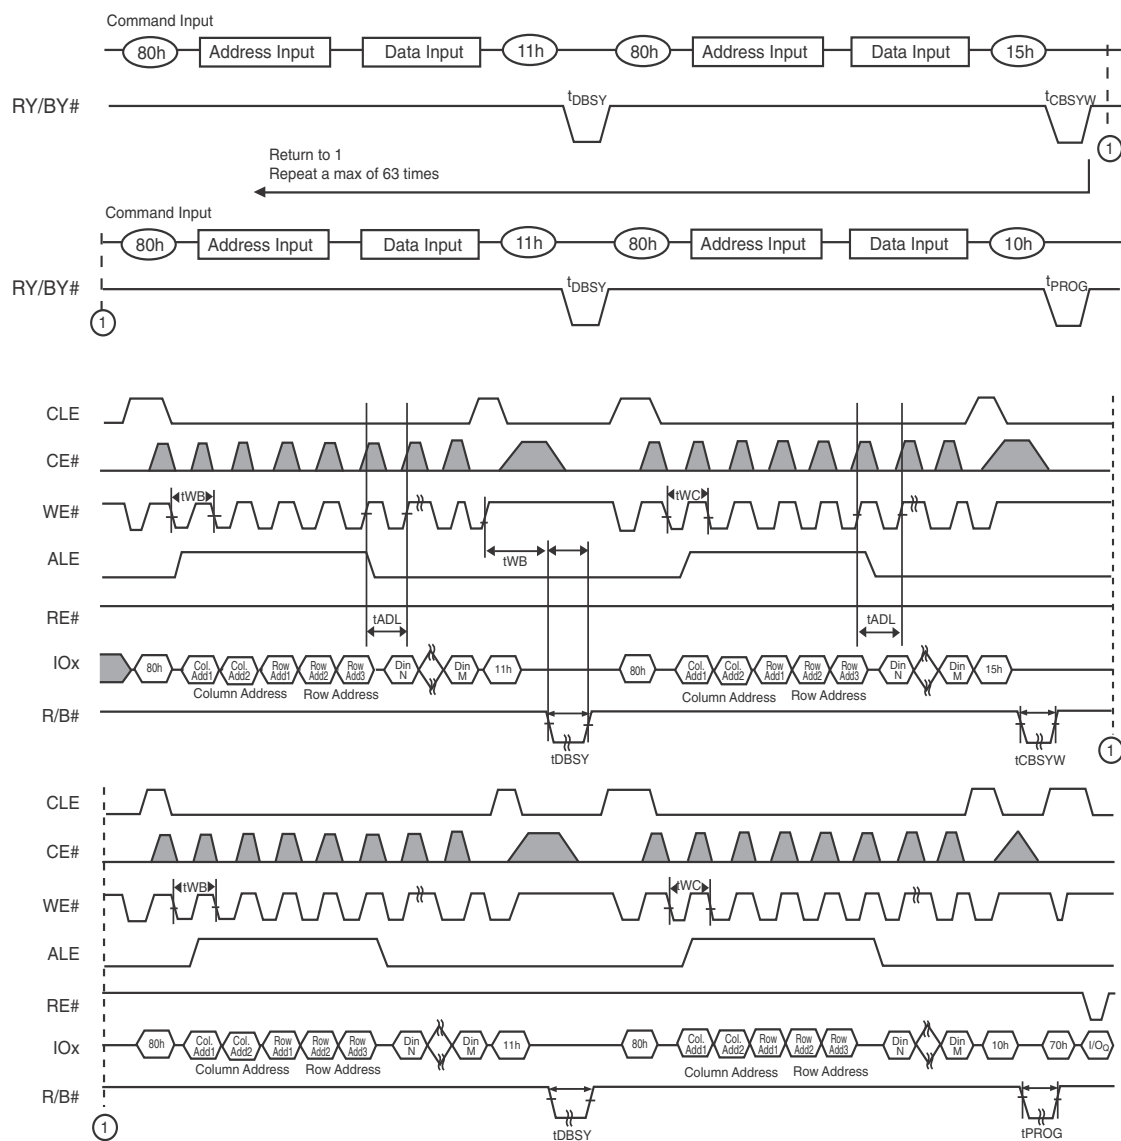 Command Input
80h Address Input Data Input 11h 80h Address Input Data Input 15h
RY/BY# tDBSY tCBSYW
1
Return to 1
Repeat a max of 63 times
Command Input
80h Address Input Data Input 11h 80h Address Input Data Input 10h
RY/BY# tDBSY tPROG
1
CLE
CE#
WE# tWB tWC
ALE tWB
RE# tADL tADL
IOx 80h Col. Add1 Col. Add2 Row Add1 Row Add2 Row Add3 Din N Din M 11h 80h Col. Add1 Col. Add2 Row Add1 Row Add2 Row Add3 Din N Din M 15h
Column Address Row Address Column Address Row Address
R/B#
tDBSY tCBSYW 1
CLE
CE#
WE# tWB tWC
ALE
RE#
IOx 80h Col. Add1 Col. Add2 Row Add1 Row Add2 Row Add3 Din N Din M 11h 80h Col. Add1 Col. Add2 Row Add1 Row Add2 Row Add3 Din N Din M 10h 70h I/OQ
Column Address Row Address Column Address Row Address
R/B#
1 tDBSY tPROG